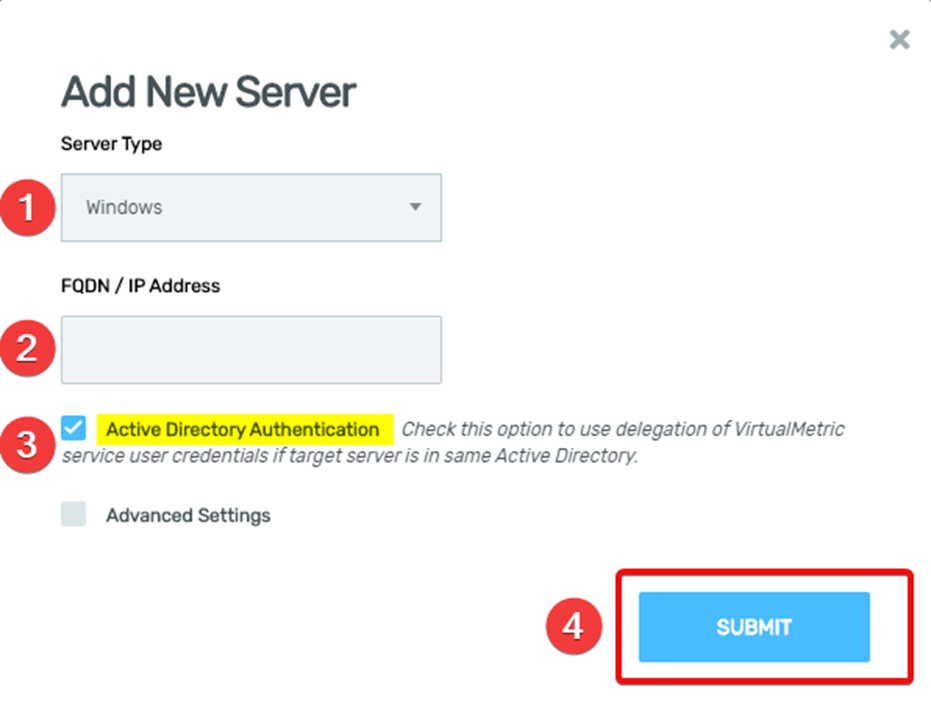 Add New Server
Server Type
1
Windows
FQDN / IP Address
2
3
Active Directory Authentication Check this option to use delegation of VirtualMetric
service user credentials if target server is in same Active Directory.
Advanced Settings
4
SUBMIT